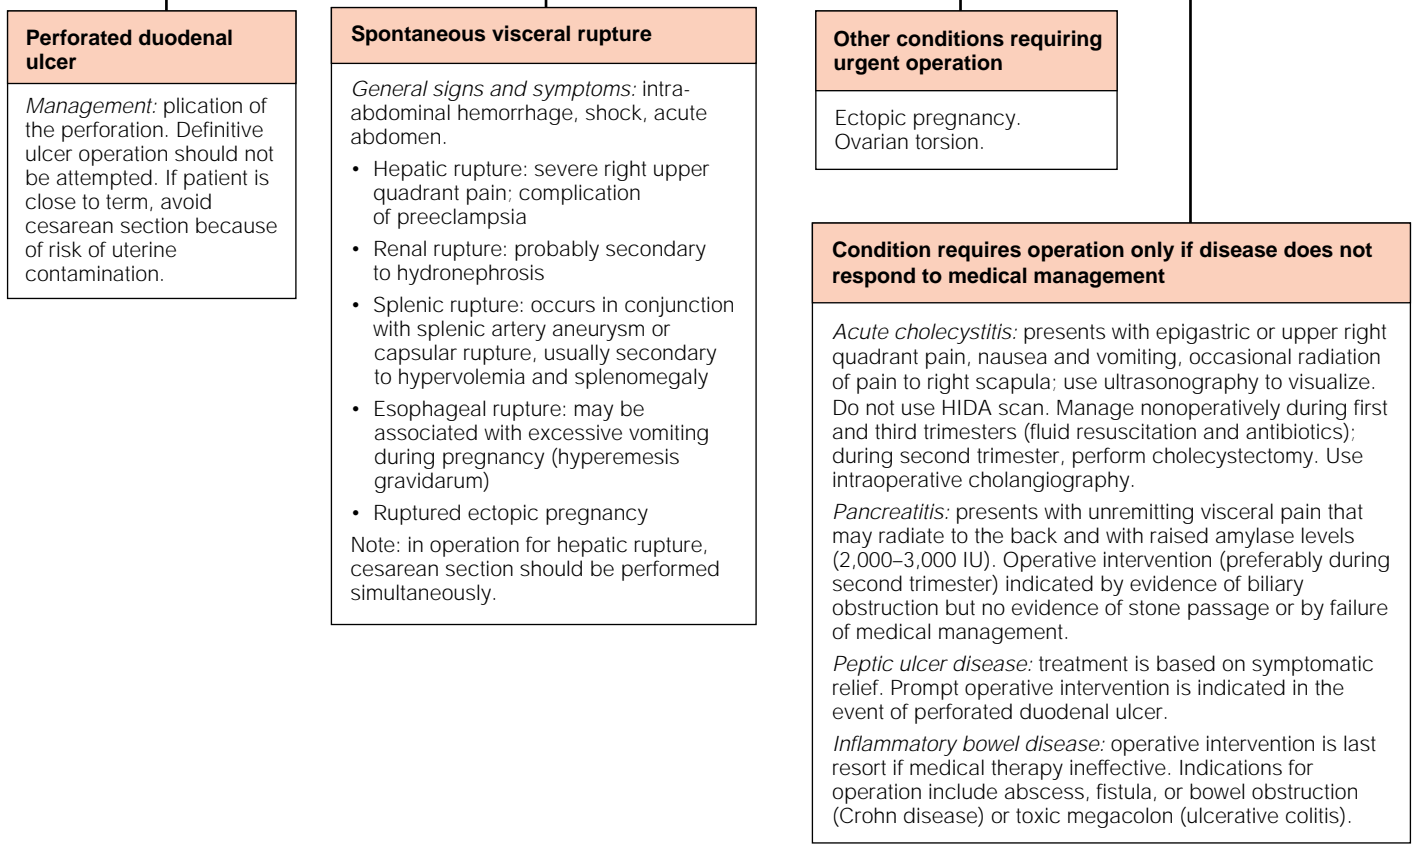 Perforated duodenal
ulcer
Management: plication of
the perforation. Definitive
ulcer operation should not
be attempted. If patient is
close to term, avoid
cesarean section because
of risk of uterine
contamination.
Spontaneous visceral rupture
General signs and symptoms: intra-
abdominal hemorrhage, shock, acute
abdomen.
• Hepatic rupture: severe right upper
quadrant pain; complication
of preeclampsia
• Renal rupture: probably secondary
to hydronephrosis
• Splenic rupture: occurs in conjunction
with splenic artery aneurysm or
capsular rupture, usually secondary
to hypervolemia and splenomegaly
• Esophageal rupture: may be
associated with excessive vomiting
during pregnancy (hyperemesis
gravidarum)
• Ruptured ectopic pregnancy
Note: in operation for hepatic rupture,
cesarean section should be performed
simultaneously.
Other conditions requiring
urgent operation
Ectopic pregnancy.
Ovarian torsion.
Condition requires operation only if disease does not
respond to medical management
Acute cholecystitis: presents with epigastric or upper right
quadrant pain, nausea and vomiting, occasional radiation
of pain to right scapula; use ultrasonography to visualize.
Do not use HIDA scan. Manage nonoperatively during first
and third trimesters (fluid resuscitation and antibiotics);
during second trimester, perform cholecystectomy. Use
intraoperative cholangiography.
Pancreatitis: presents with unremitting visceral pain that
may radiate to the back and with raised amylase levels
(2,000–3,000 IU). Operative intervention (preferably during
second trimester) indicated by evidence of biliary
obstruction but no evidence of stone passage or by failure
of medical management.
Peptic ulcer disease: treatment is based on symptomatic
relief. Prompt operative intervention is indicated in the
event of perforated duodenal ulcer.
Inflammatory bowel disease: operative intervention is last
resort if medical therapy ineffective. Indications for
operation include abscess, fistula, or bowel obstruction
(Crohn disease) or toxic megacolon (ulcerative colitis).